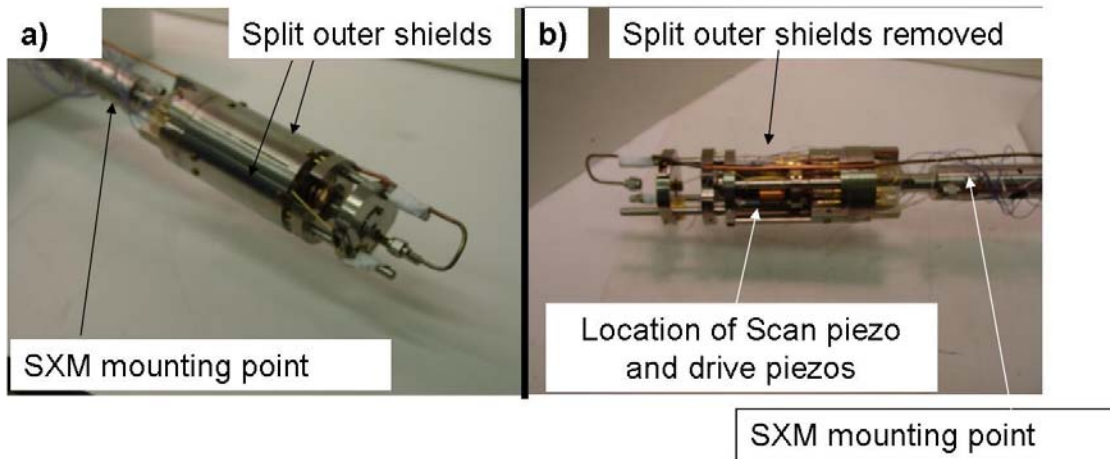 a)
Split outer shields
SXM mounting point
b)
Split outer shields removed
Location of Scan piezo
and drive piezos
SXM mounting point